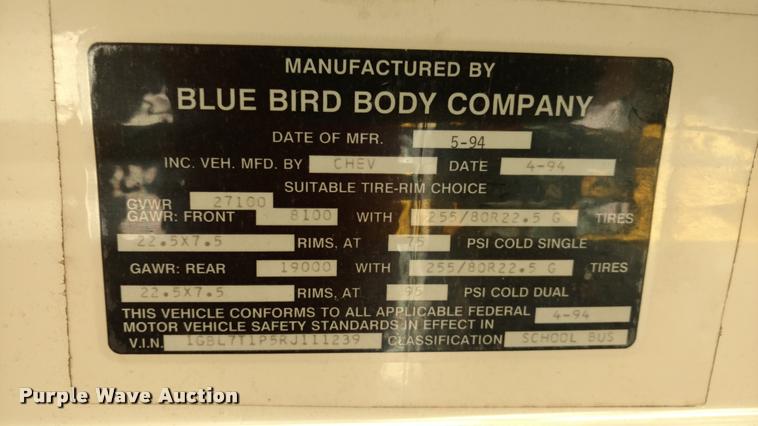 MANUFACTURED BY
BLUE BIRD BODY COMPANY
DATE OF MFR. 5-94
INC. VEH. MFD. BY CHEV DATE 4-94
SUITABLE TIRE-RIM CHOICE
GVWR 27100
GAWR: FRONT 8100 WITH 255/80R22.5 G TIRES
22.5X7.5 RIMS, AT 75 PSI COLD SINGLE
GAWR: REAR 19000 WITH 255/80R22.5 G TIRES
22.5X7.5 RIMS, AT 95 PSI COLD DUAL
THIS VEHICLE CONFORMS TO ALL APPLICABLE FEDERAL
MOTOR VEHICLE SAFETY STANDARDS IN EFFECT IN 4-94
V.I.N. 1GBL7T1P5RJ111239 CLASSIFICATION SCHOOL BUS
Purple Wave Auction
Purple Wave Auction